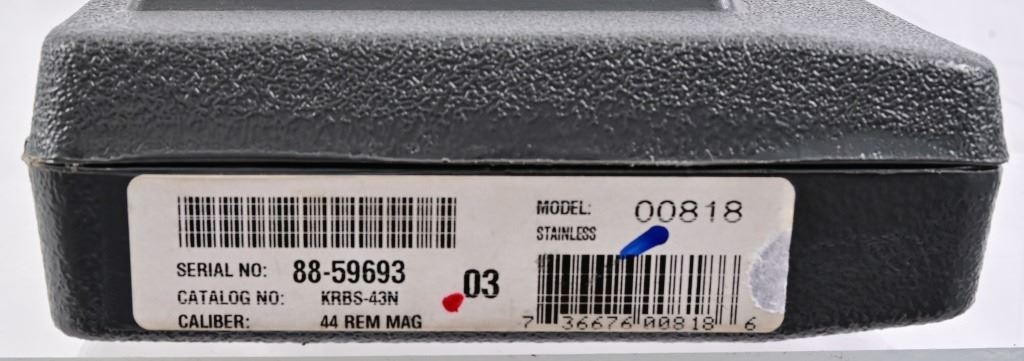 SERIAL NO: 88-59693
CATALOG NO: KRBS-43N
CALIBER: 44 REM MAG
03
MODEL: 00818
STAINLESS
7 36676 00818 6